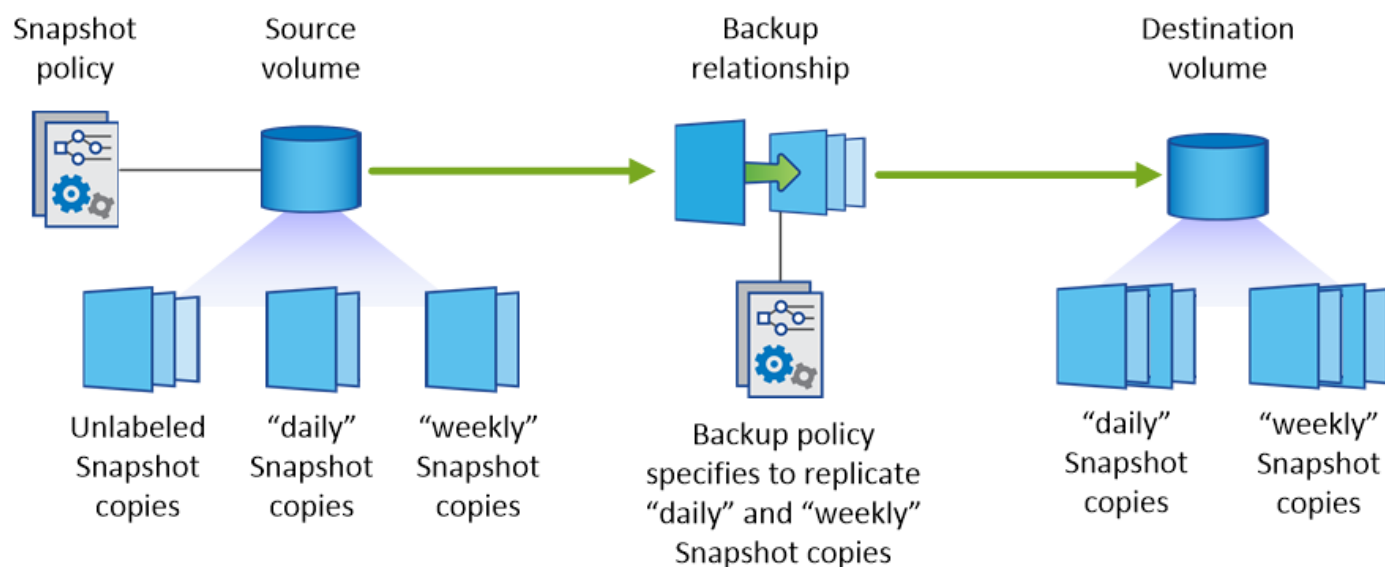 Snapshot
policy
Source
volume
Backup
relationship
Destination
volume
Unlabeled
Snapshot
copies
“daily”
Snapshot
copies
“weekly”
Snapshot
copies
Backup policy
specifies to replicate
“daily” and “weekly”
Snapshot copies
“daily”
Snapshot
copies
“weekly”
Snapshot
copies